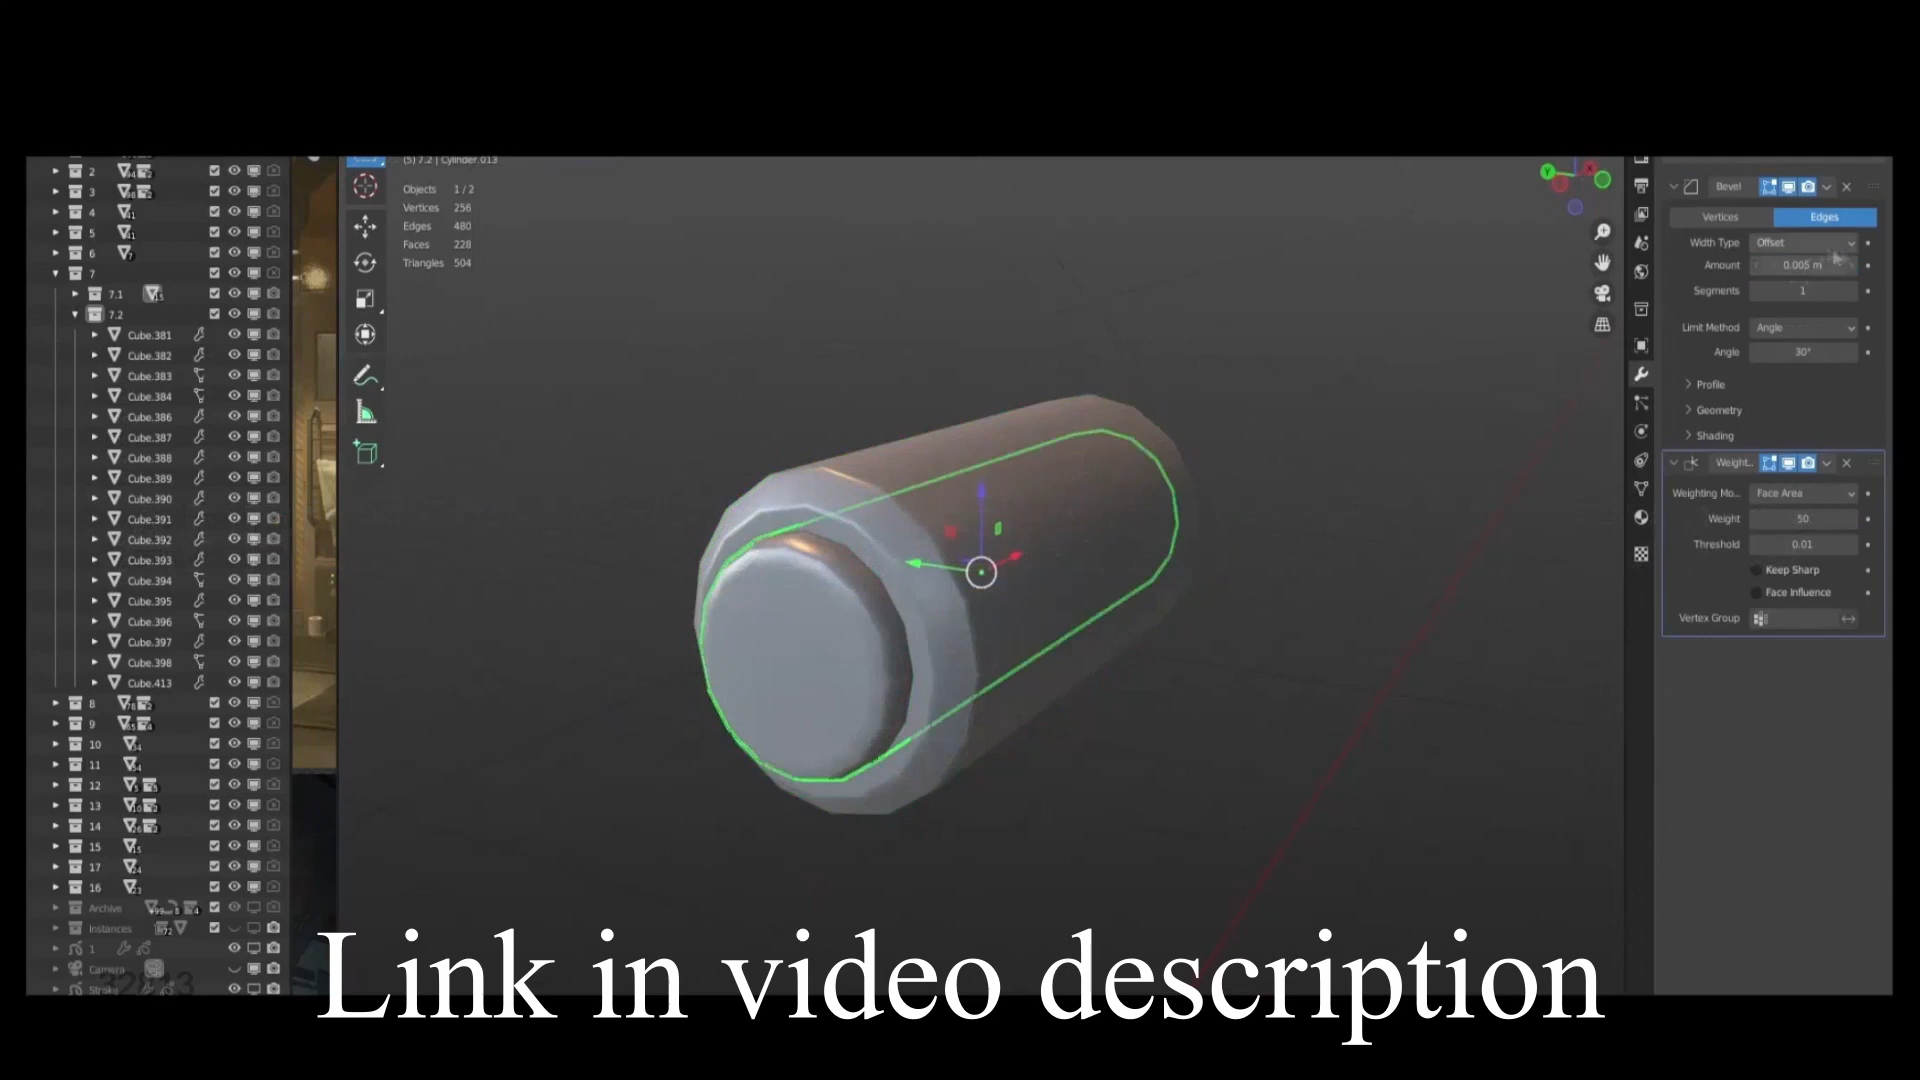 (5) 7.2 | Cylinder.013
Objects 1 / 2
Vertices 256
Edges 480
Faces 228
Triangles 504
2
3
4
5
6
7
7.1
7.2
Cube.381
Cube.382
Cube.383
Cube.384
Cube.386
Cube.387
Cube.388
Cube.389
Cube.390
Cube.391
Cube.392
Cube.393
Cube.394
Cube.395
Cube.396
Cube.397
Cube.398
Cube.413
8
9
10
11
12
13
14
15
17
16
Archive
Instances
1
Camera
Stroke
Bevel
Vertices Edges
Width Type Offset
Amount 0.005 m
Segments 1
Limit Method Angle
Angle 30°
Profile
Geometry
Shading
Weight...
Weighting Mo... Face Area
Weight 50
Threshold 0.01
Keep Sharp
Face Influence
Vertex Group
Y
X
Link in video description